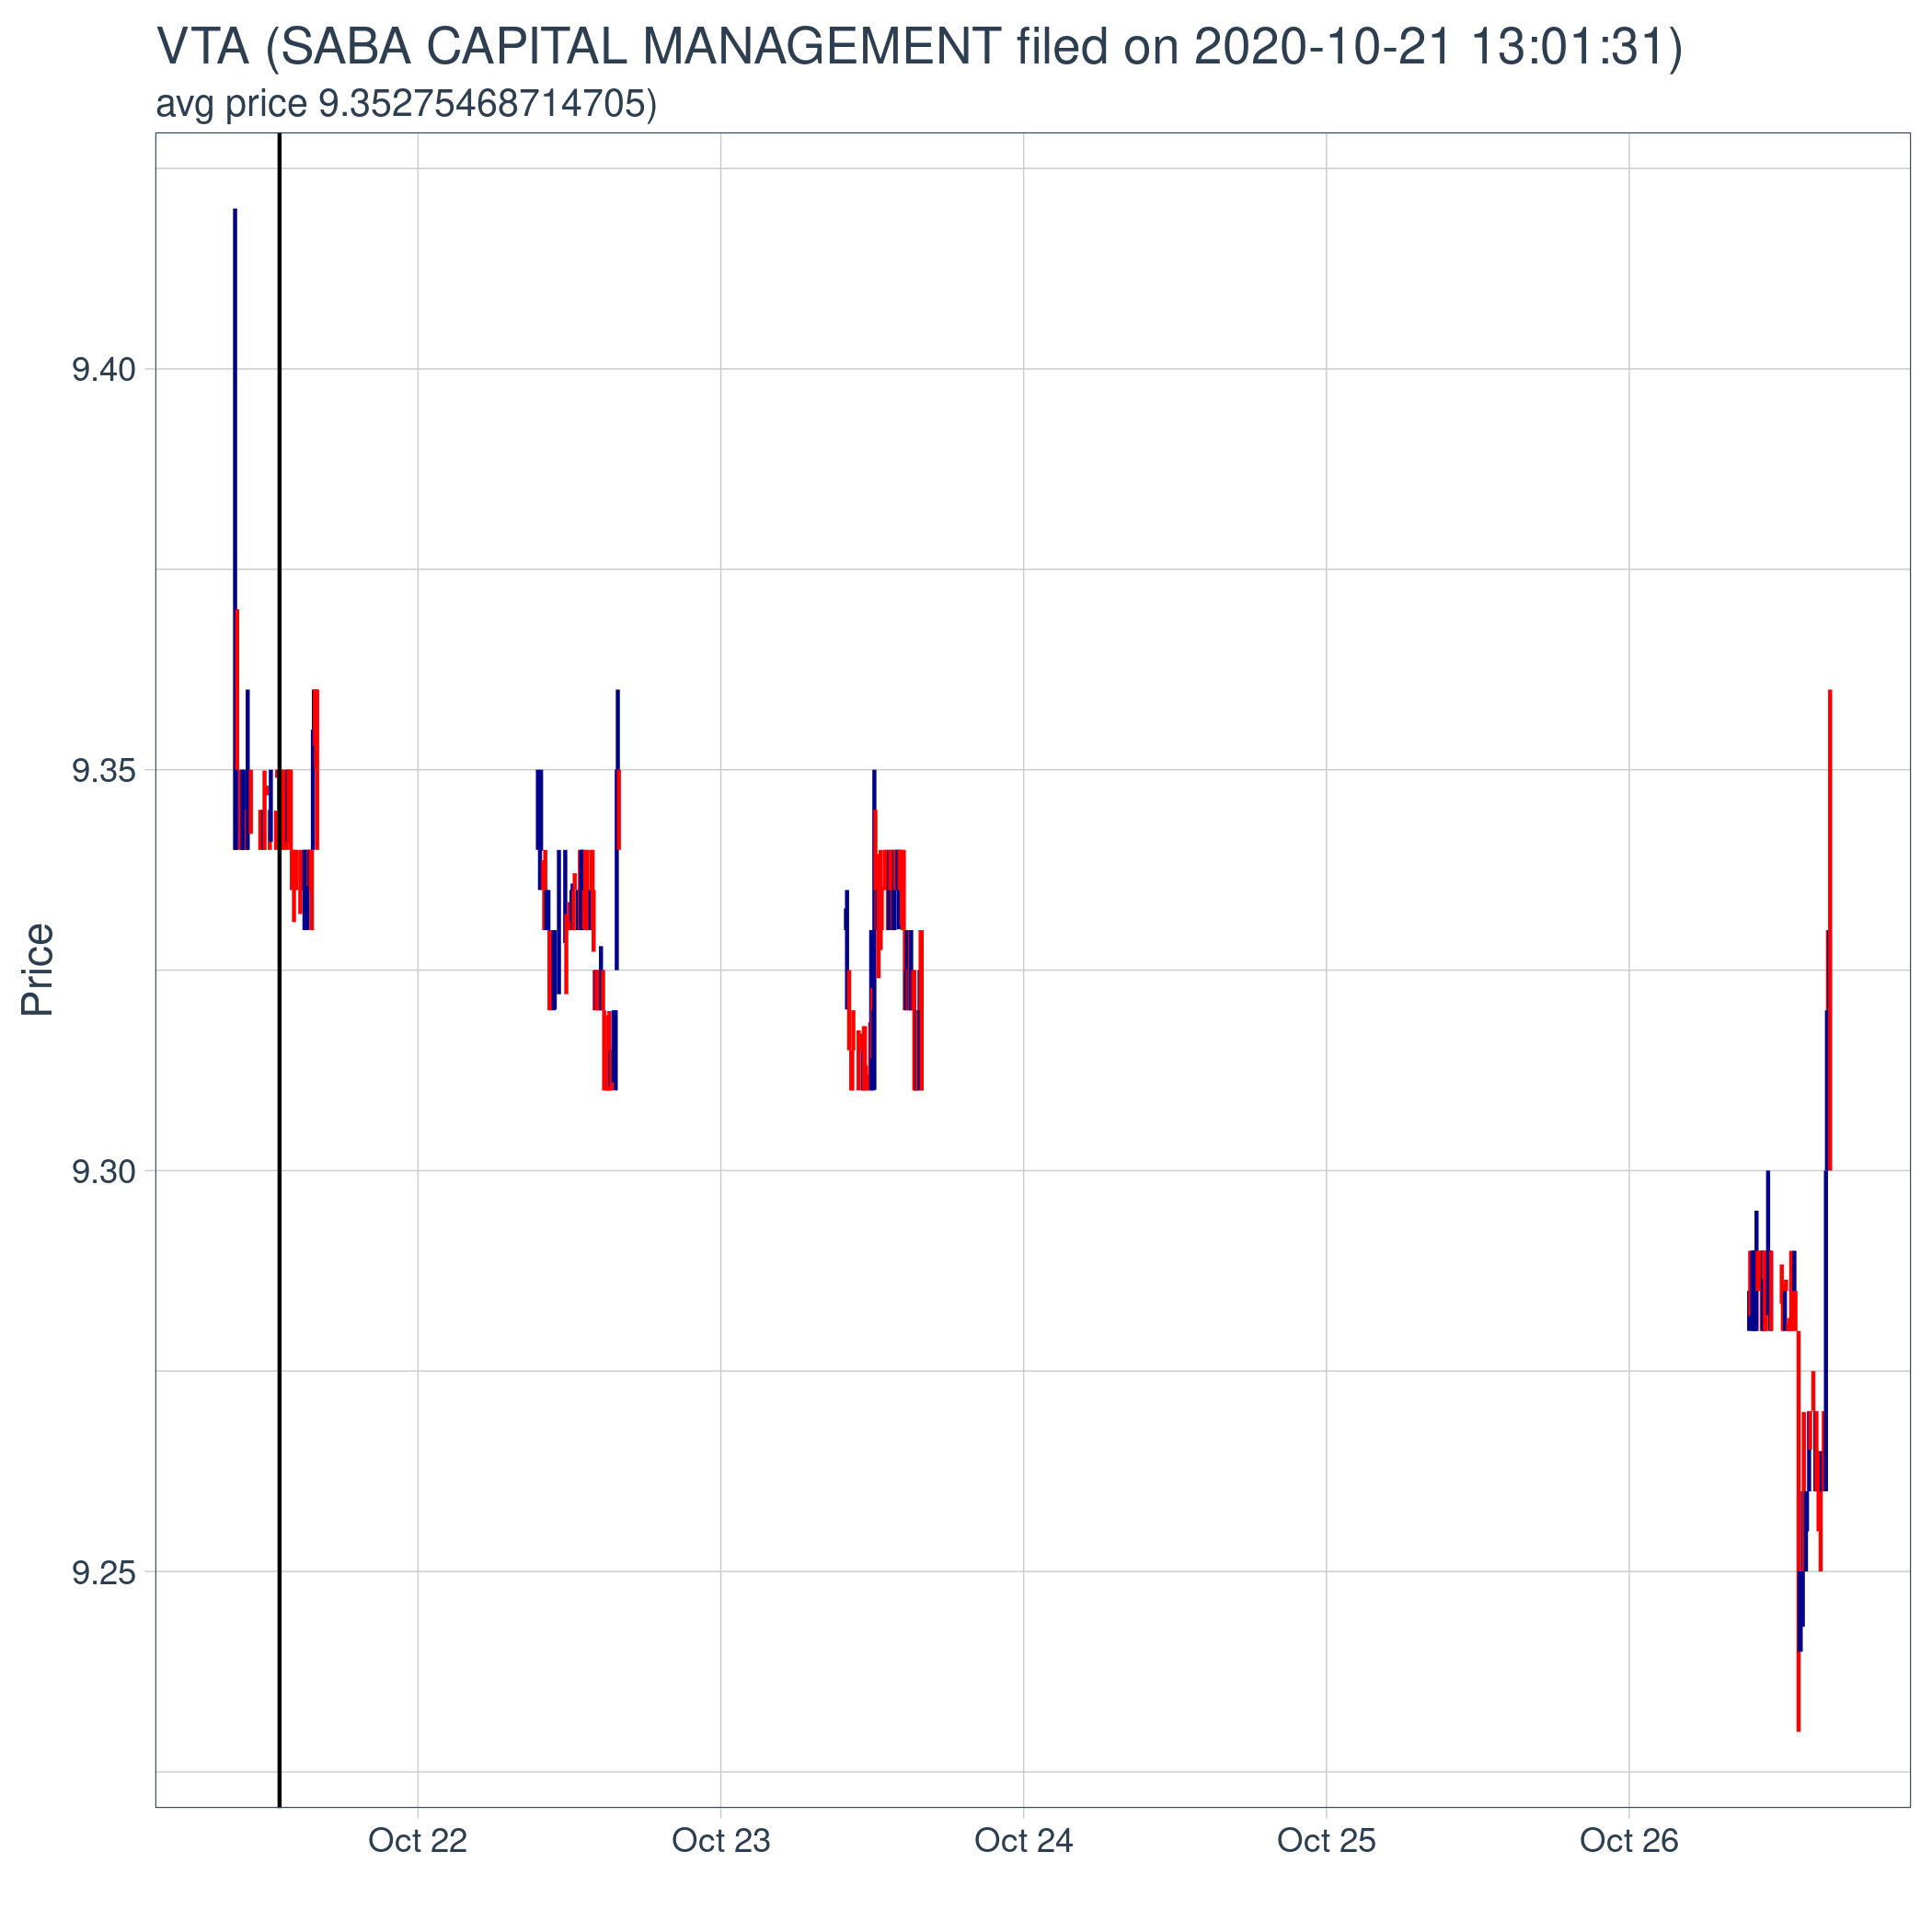 VTA (SABA CAPITAL MANAGEMENT filed on 2020-10-21 13:01:31)
avg price 9.35275468714705)
9.40
9.35
Price
9.30
9.25
Oct 22 Oct 23 Oct 24 Oct 25 Oct 26